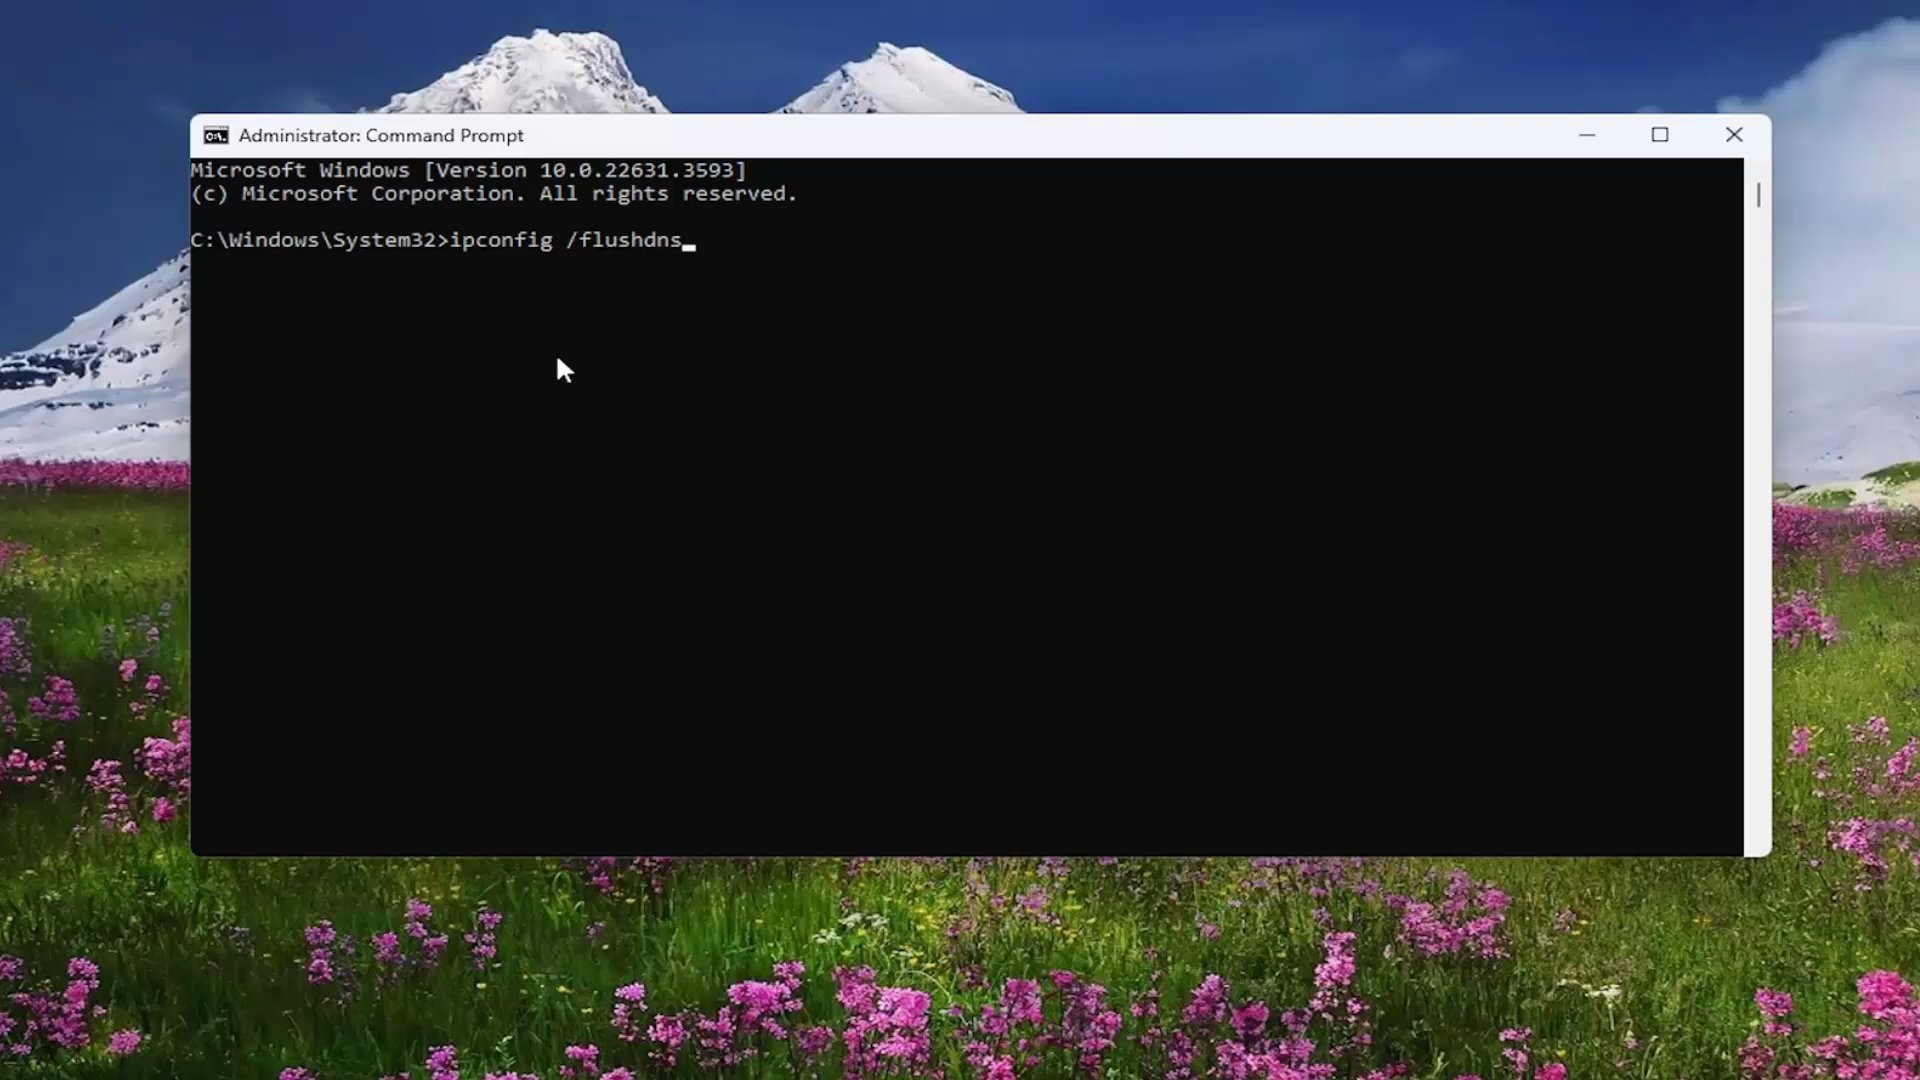 Administrator: Command Prompt
Microsoft Windows [Version 10.0.22631.3593]
(c) Microsoft Corporation. All rights reserved.
C:\Windows\System32>ipconfig /flushdns